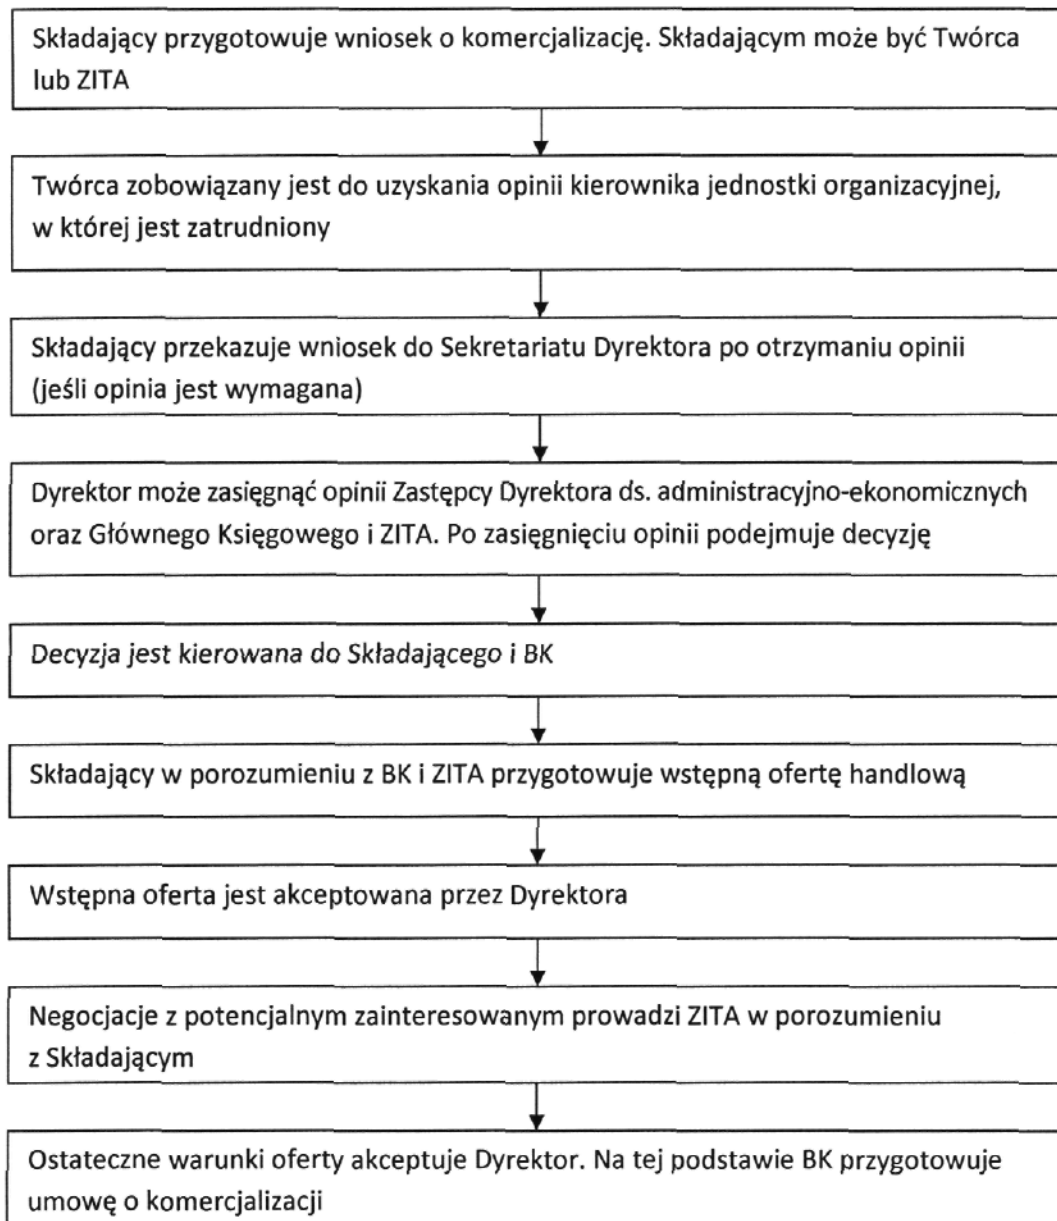 Składający przygotowuje wniosek o komercjalizację. Składającym może być Twórca
lub ZITA
Twórca zobowiązany jest do uzyskania opinii kierownika jednostki organizacyjnej,
w której jest zatrudniony
Składający przekazuje wniosek do Sekretariatu Dyrektora po otrzymaniu opinii
(jeśli opinia jest wymagana)
Dyrektor może zasięgnąć opinii Zastępcy Dyrektora ds. administracyjno-ekonomicznych
oraz Głównego Księgowego i ZITA. Po zasięgnięciu opinii podejmuje decyzję
Decyzja jest kierowana do Składającego i BK
Składający w porozumieniu z BK i ZITA przygotowuje wstępną ofertę handlową
Wstępna oferta jest akceptowana przez Dyrektora
Negocjacje z potencjalnym zainteresowanym prowadzi ZITA w porozumieniu
z Składającym
Ostateczne warunki oferty akceptuje Dyrektor. Na tej podstawie BK przygotowuje
umowę o komercjalizacji